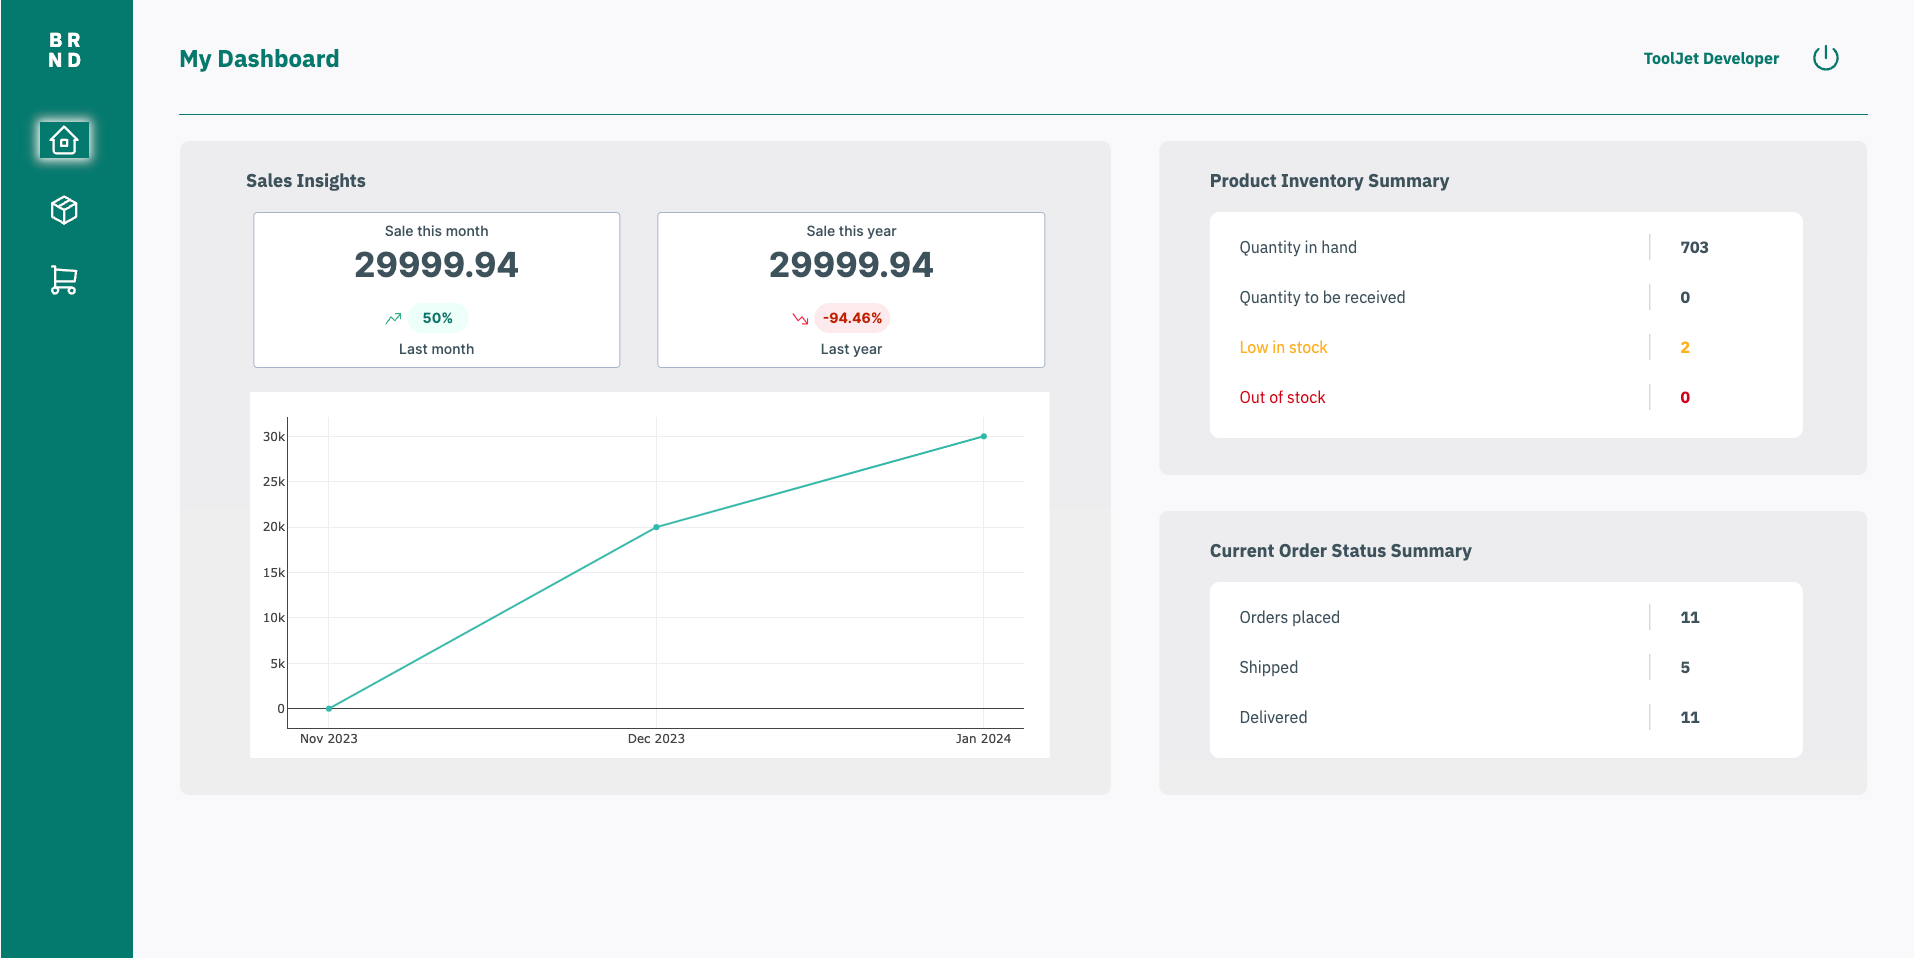 BR
ND
My Dashboard
ToolJet Developer
Sales Insights
Sale this month
29999.94
50%
Last month
Sale this year
29999.94
-94.46%
Last year
30k
25k
20k
15k
10k
5k
0
Nov 2023 Dec 2023 Jan 2024
Product Inventory Summary
Quantity in hand 703
Quantity to be received 0
Low in stock 2
Out of stock 0
Current Order Status Summary
Orders placed 11
Shipped 5
Delivered 11